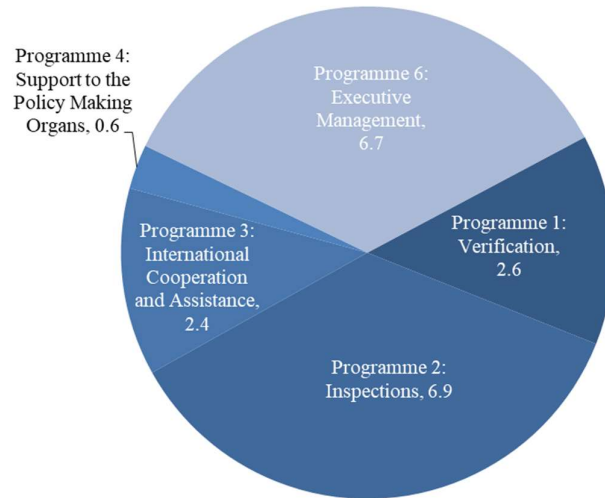 Programme 4:
Support to the
Policy Making
Organs, 0.6
Programme 6:
Executive
Management,
6.7
Programme 1:
Verification,
2.6
Programme 3:
International
Cooperation
and Assistance,
2.4
Programme 2:
Inspections, 6.9